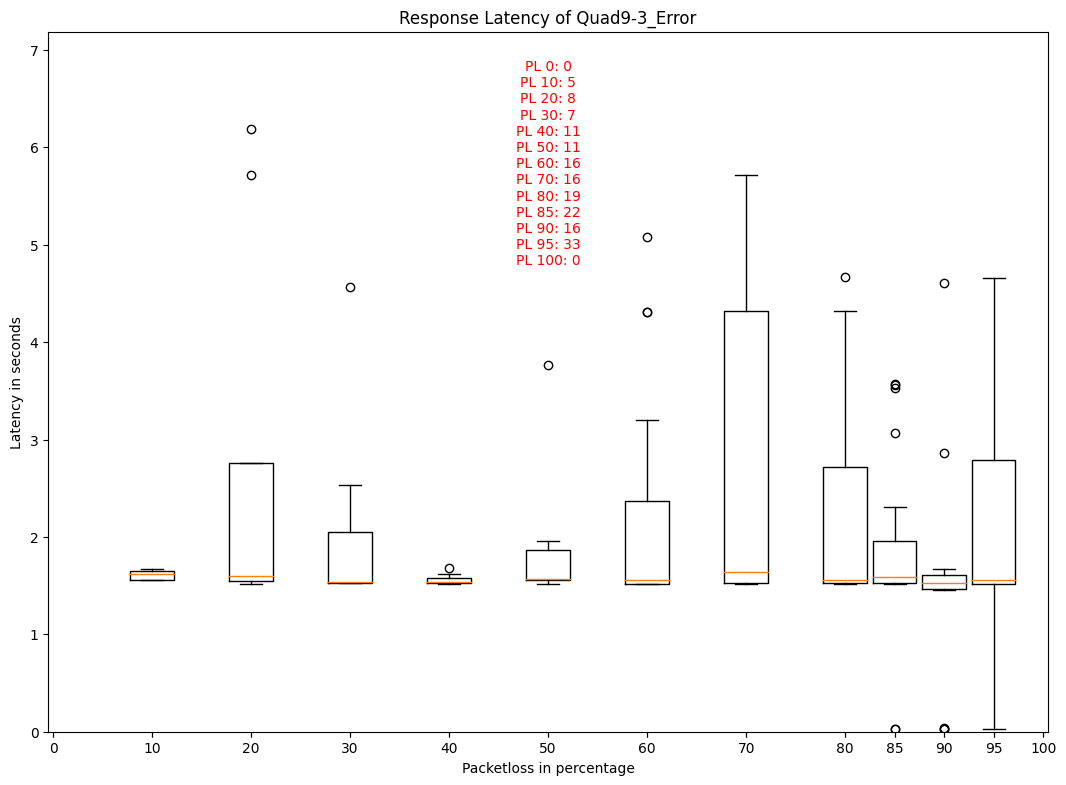 Response Latency of Quad9-3_Error
7
PL 0: 0
PL 10: 5
PL 20: 8
PL 30: 7
PL 40: 11
PL 50: 11
PL 60: 16
PL 70: 16
PL 80: 19
PL 85: 22
PL 90: 16
PL 95: 33
PL 100: 0
6
5
4
3
2
1
0
Latency in seconds
0 10 20 30 40 50 60 70 80 85 90 95 100
Packetloss in percentage